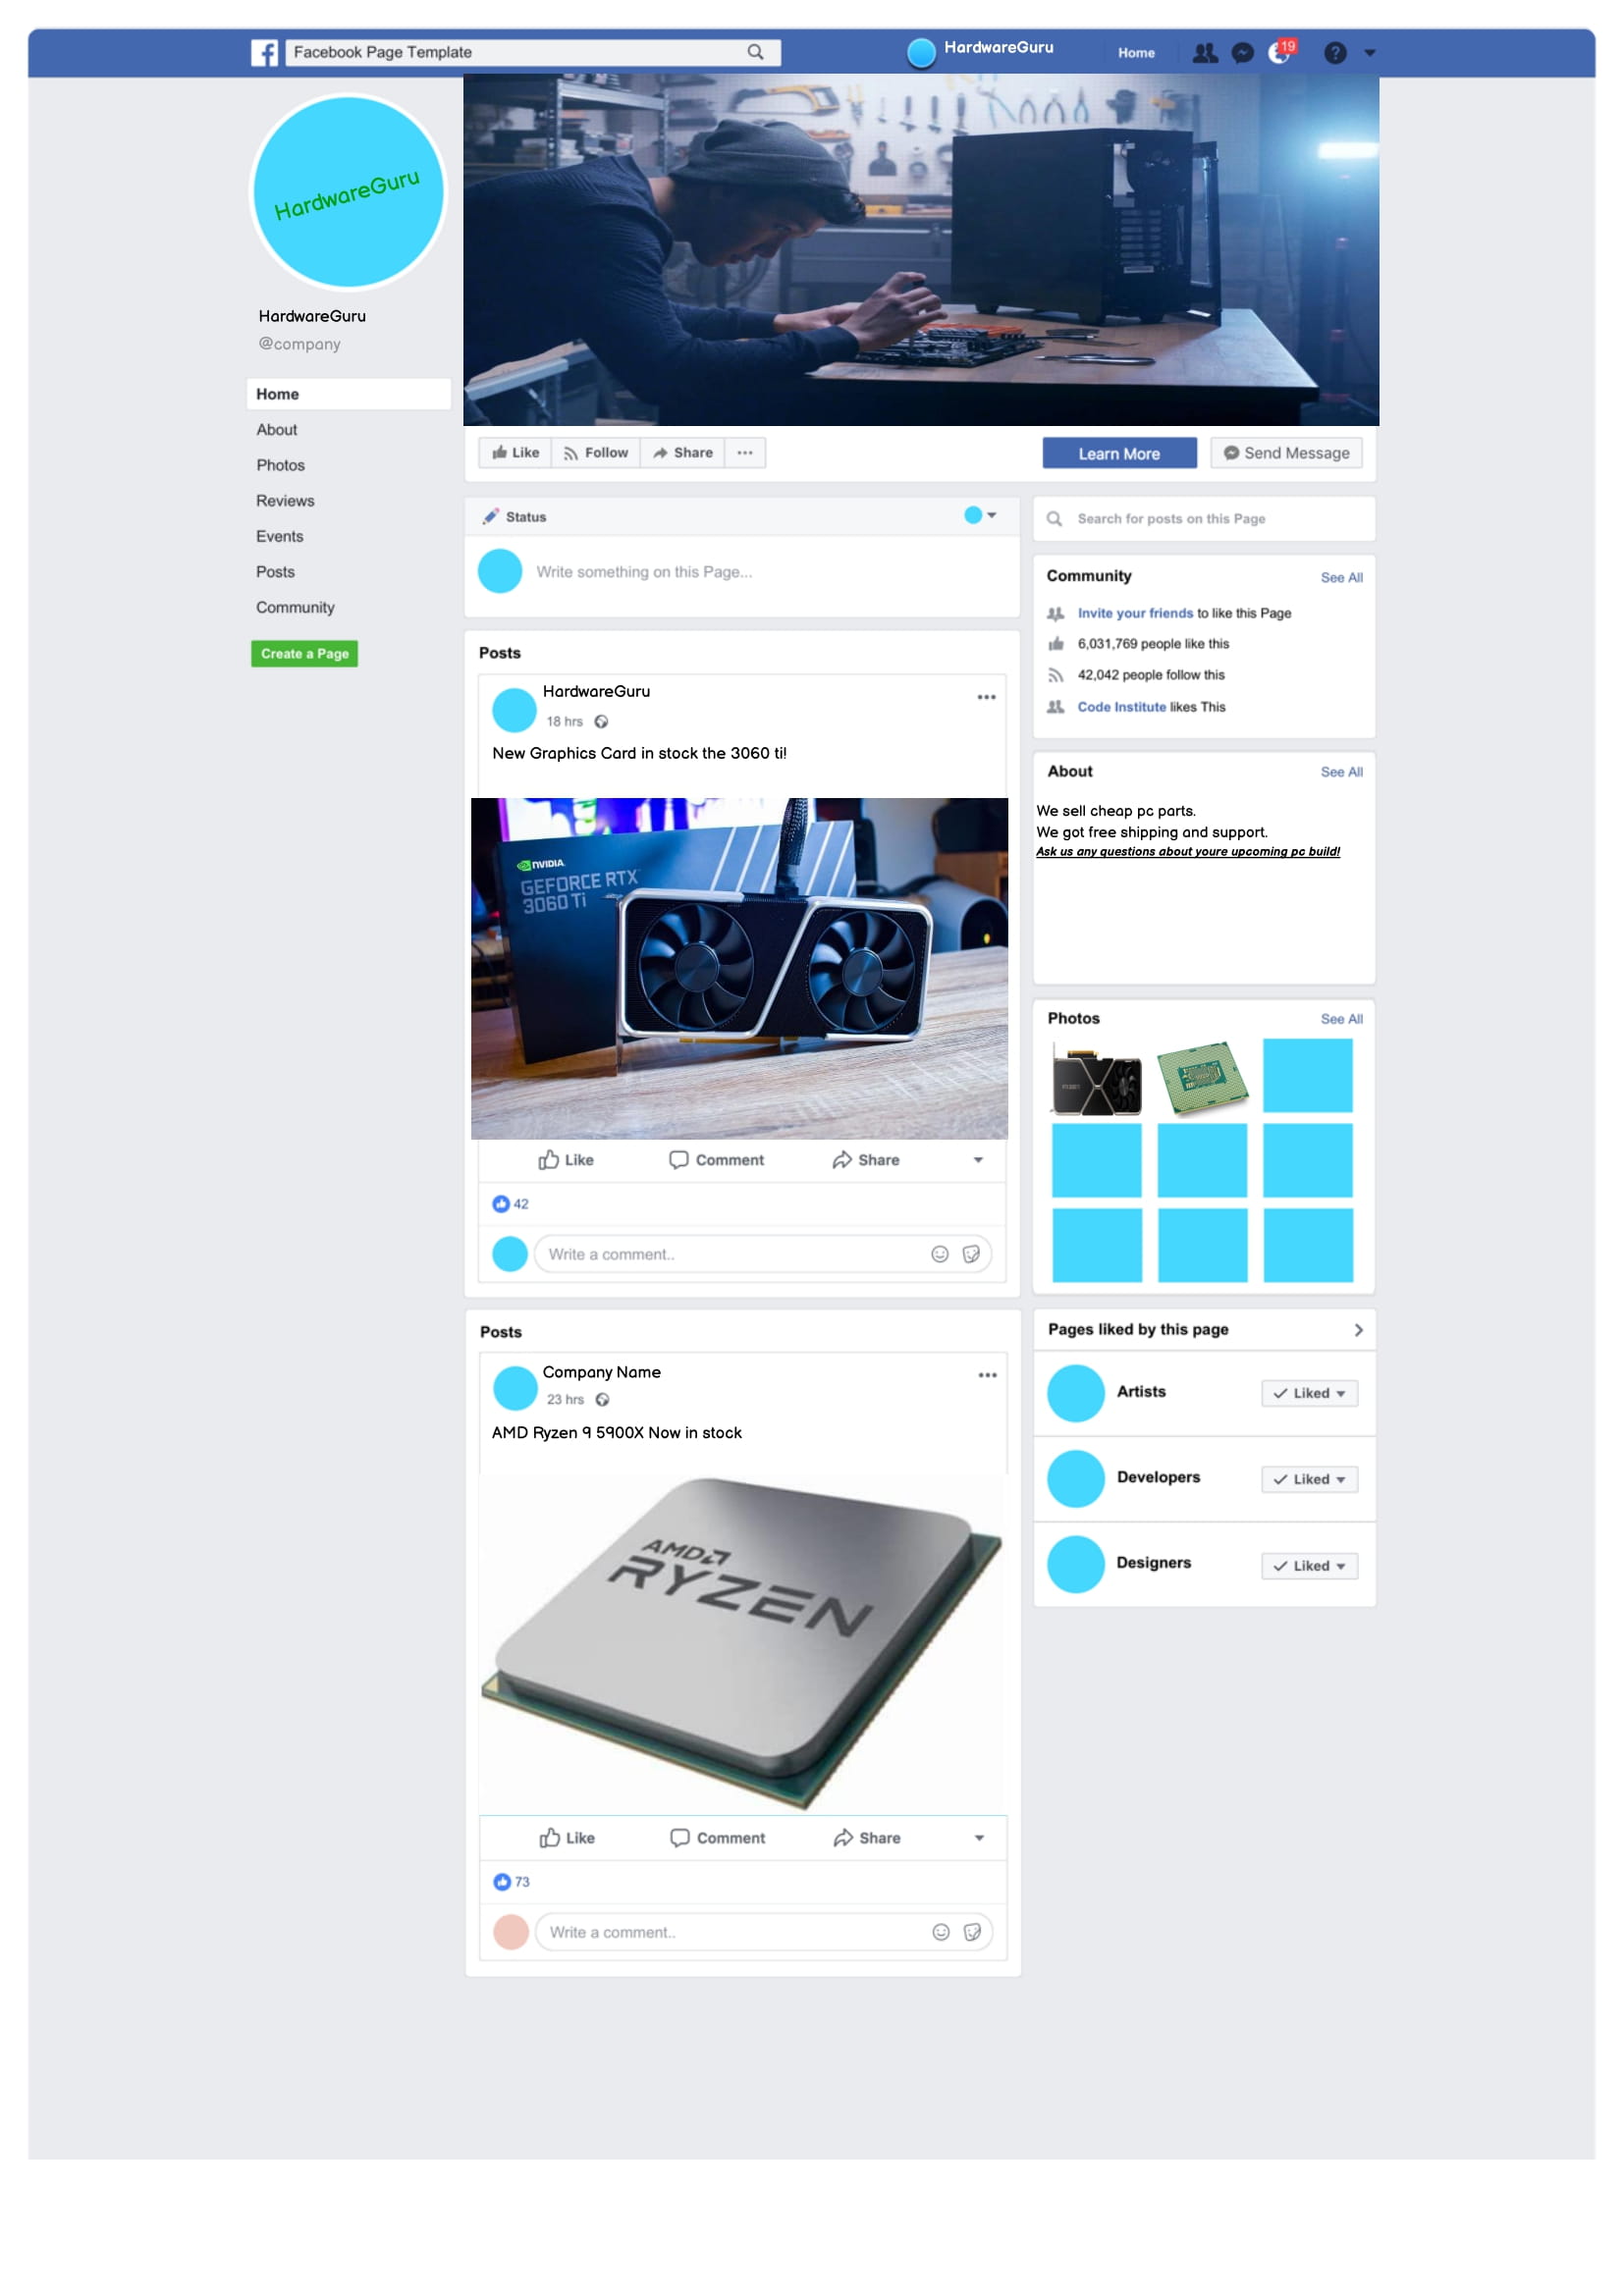 Facebook Page Template
HardwareGuru
Home
19
?
HardwareGuru
HardwareGuru
@company
Home
About
Photos
Reviews
Events
Posts
Community
Create a Page
Like
Follow
Share
Learn More
Send Message
Status
Write something on this Page...
Posts
HardwareGuru
18 hrs
New Graphics Card in stock the 3060 ti!
NVIDIA
GEFORCE RTX
3060 Ti
Like
Comment
Share
42
Write a comment..
Posts
Company Name
23 hrs
AMD Ryzen 9 5900X Now in stock
AMD
RYZEN
Like
Comment
Share
73
Write a comment..
Search for posts on this Page
Community
See All
Invite your friends to like this Page
6,031,769 people like this
42,042 people follow this
Code Institute likes This
About
See All
We sell cheap pc parts.
We got free shipping and support.
Ask us any questions about youre upcoming pc build!
Photos
See All
Pages liked by this page
Artists
Liked
Developers
Liked
Designers
Liked